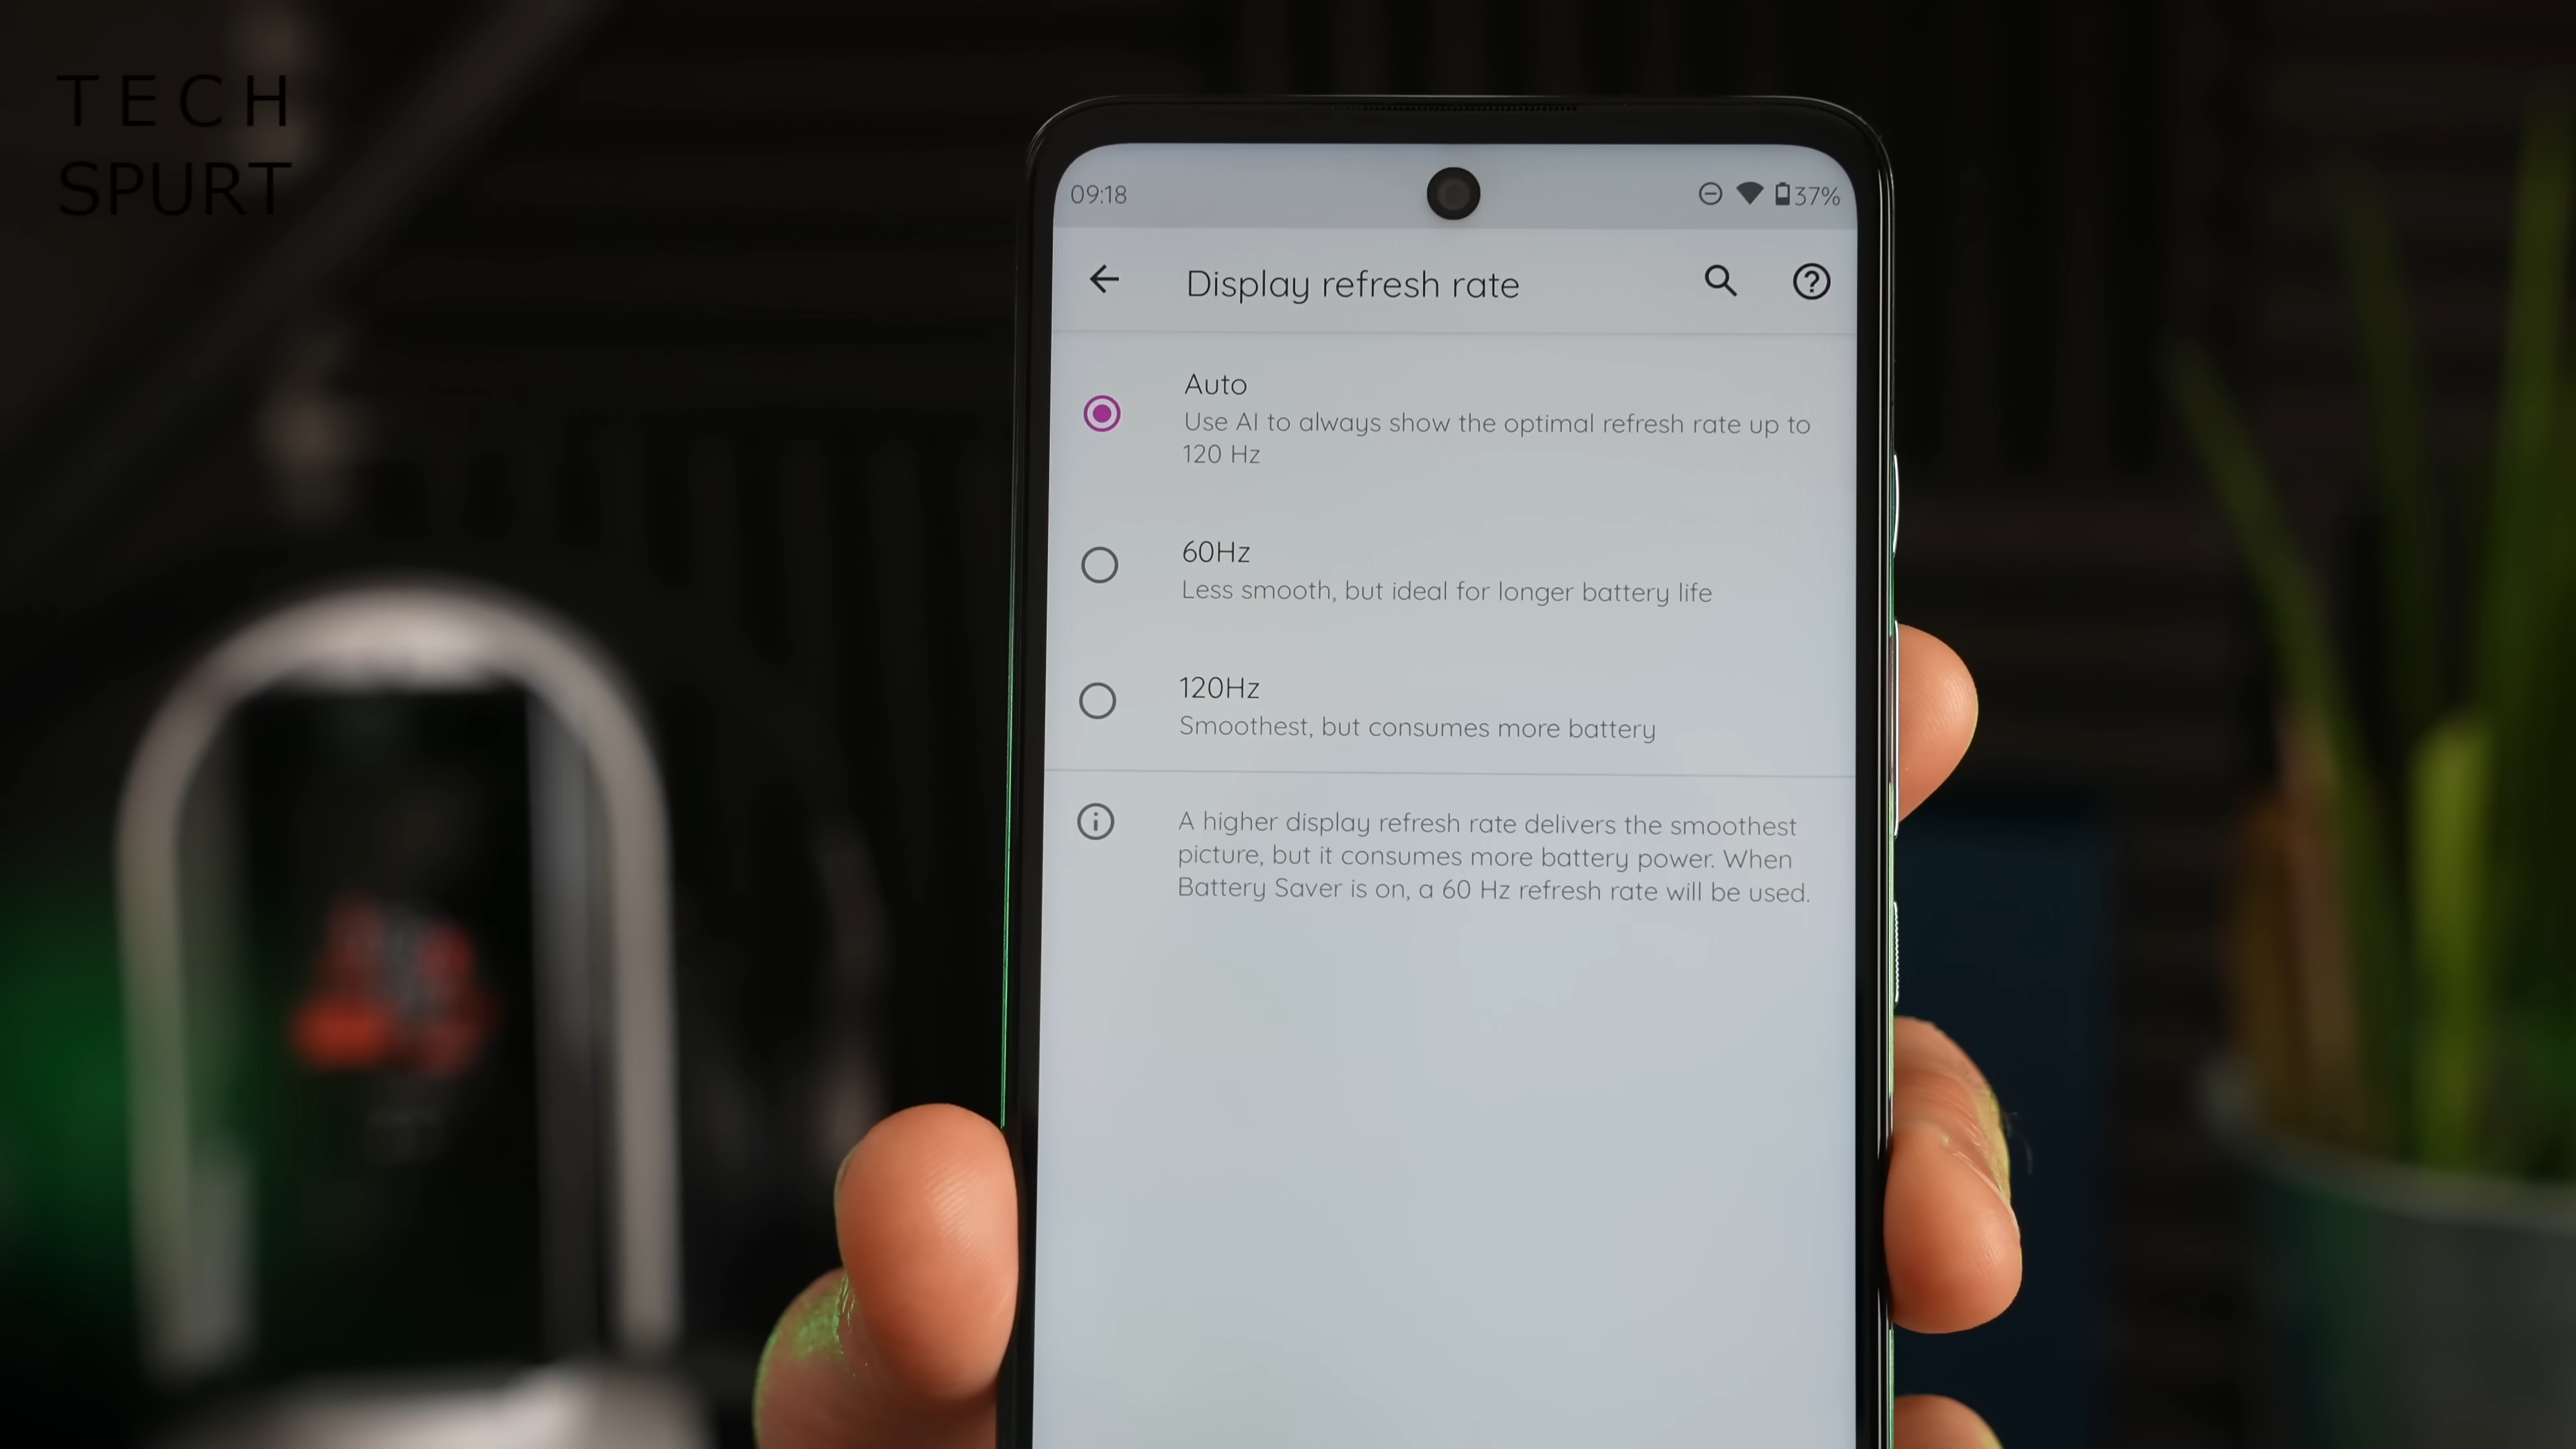 TECH
SPURT
09:18
37%
Display refresh rate
Auto
Use AI to always show the optimal refresh rate up to
120 Hz
60Hz
Less smooth, but ideal for longer battery life
120Hz
Smoothest, but consumes more battery
A higher display refresh rate delivers the smoothest
picture, but it consumes more battery power. When
Battery Saver is on, a 60 Hz refresh rate will be used.